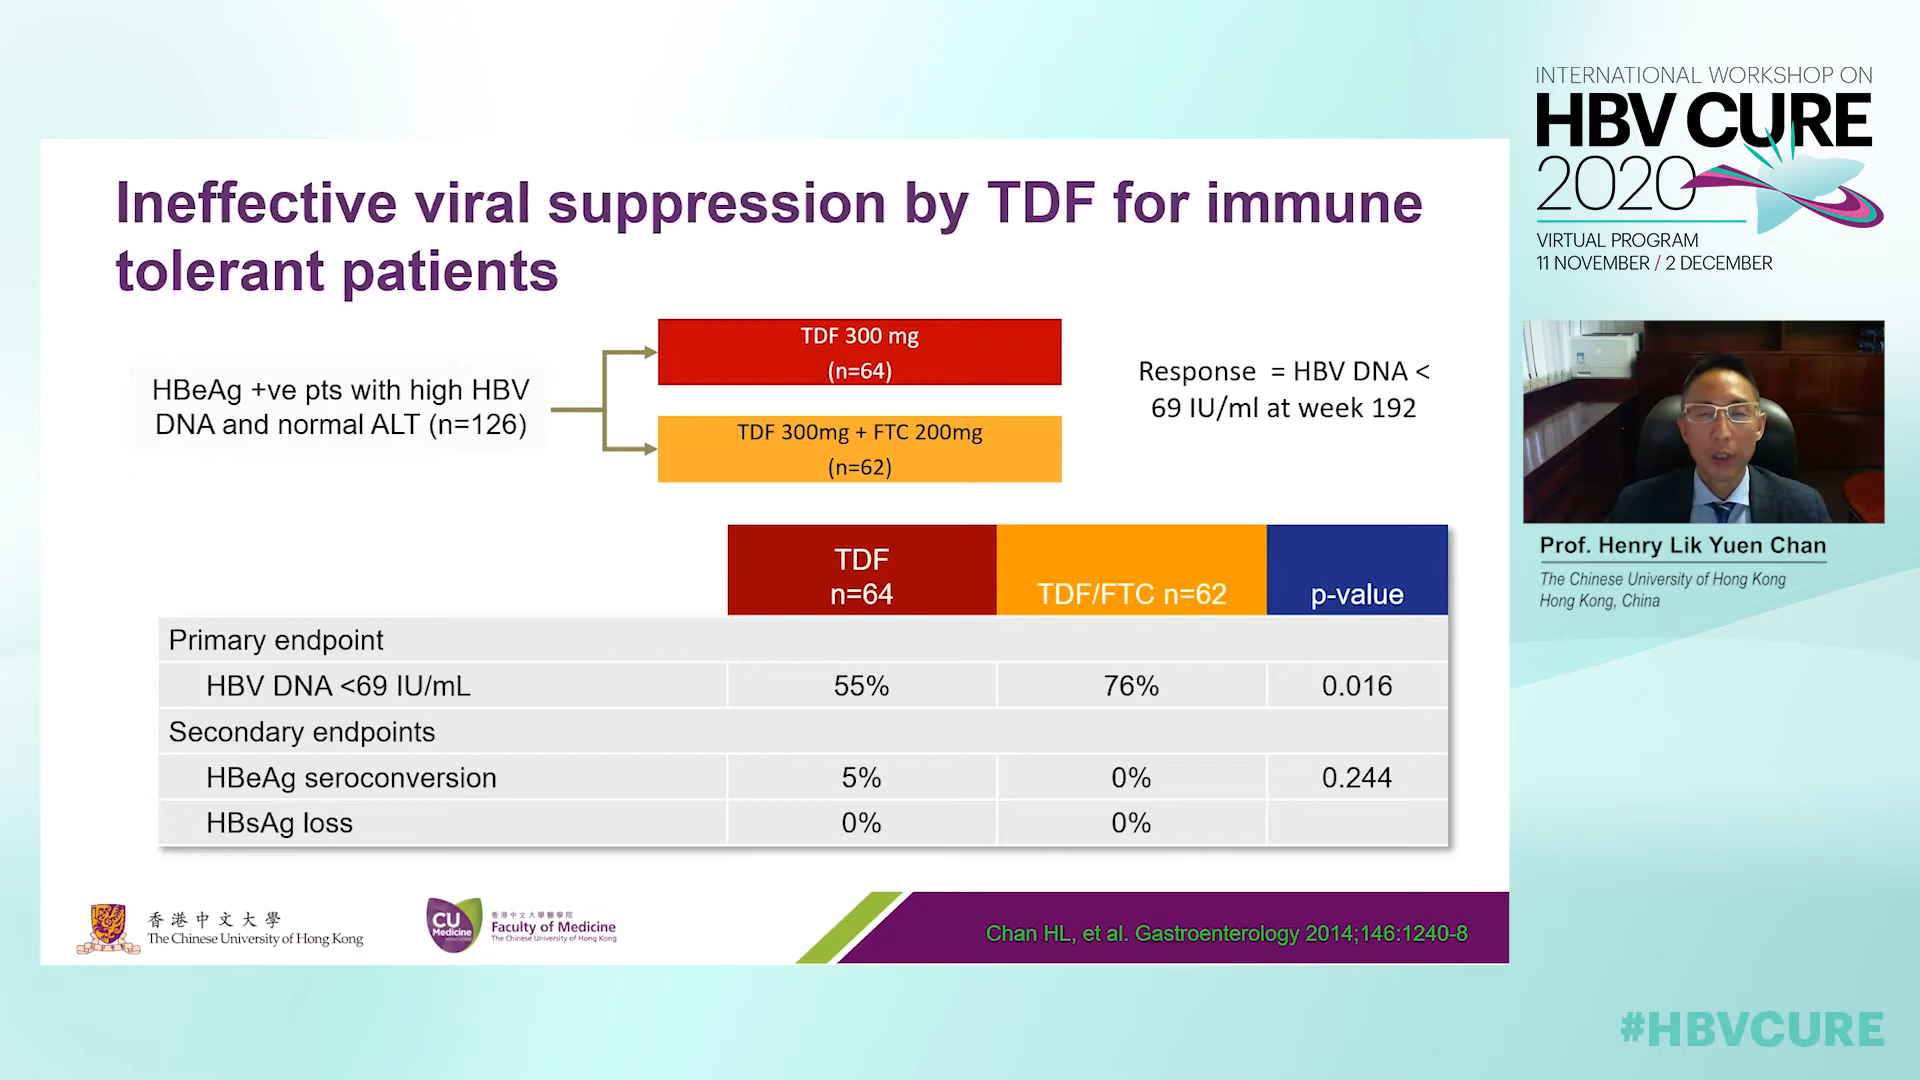 Ineffective viral suppression by TDF for immune
tolerant patients
HBeAg +ve pts with high HBV
DNA and normal ALT (n=126)
TDF 300 mg
(n=64)
TDF 300mg + FTC 200mg
(n=62)
Response = HBV DNA <
69 IU/ml at week 192
TDF
n=64
TDF/FTC n=62
p-value
Primary endpoint
HBV DNA <69 IU/mL 55% 76% 0.016
Secondary endpoints
HBeAg seroconversion 5% 0% 0.244
HBsAg loss 0% 0%
香港中文大學
The Chinese University of Hong Kong
CU
Medicine
HONG KONG
香港中文大學醫學院
Faculty of Medicine
The Chinese University of Hong Kong
Chan HL, et al. Gastroenterology 2014;146:1240-8
INTERNATIONAL WORKSHOP ON
HBV CURE
2020
VIRTUAL PROGRAM
11 NOVEMBER / 2 DECEMBER
Prof. Henry Lik Yuen Chan
The Chinese University of Hong Kong
Hong Kong, China
#HBVCURE